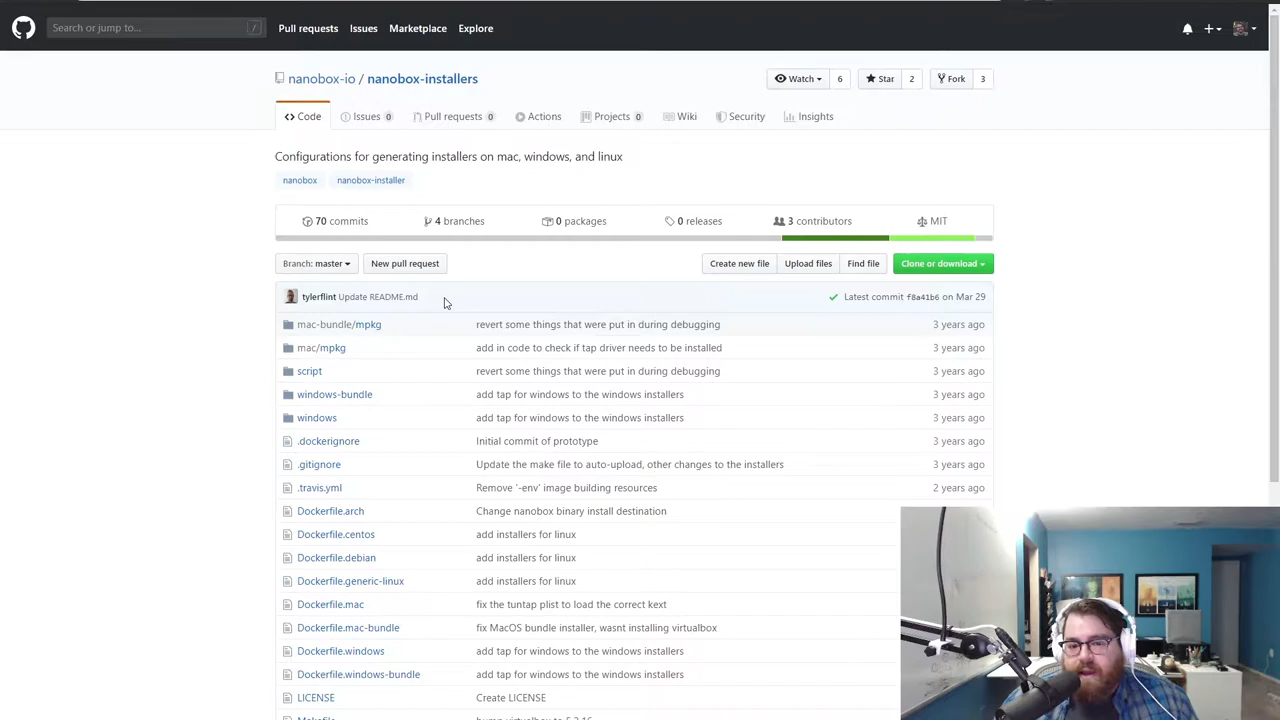 Search or jump to... / Pull requests Issues Marketplace Explore
nanobox-io / nanobox-installers Watch 6 Star 2 Fork 3
Code Issues 0 Pull requests 0 Actions Projects 0 Wiki Security Insights
Configurations for generating installers on mac, windows, and linux
nanobox nanobox-installer
70 commits 4 branches 0 packages 0 releases 3 contributors MIT
Branch: master New pull request Create new file Upload files Find file Clone or download
tylerflint Update README.md Latest commit f8a41b6 on Mar 29
mac-bundle/mpkg revert some things that were put in during debugging 3 years ago
mac/mpkg add in code to check if tap driver needs to be installed 3 years ago
script revert some things that were put in during debugging 3 years ago
windows-bundle add tap for windows to the windows installers 3 years ago
windows add tap for windows to the windows installers 3 years ago
.dockerignore Initial commit of prototype 3 years ago
.gitignore Update the make file to auto-upload, other changes to the installers 3 years ago
.travis.yml Remove '-env' image building resources 2 years ago
Dockerfile.arch Change nanobox binary install destination
Dockerfile.centos add installers for linux
Dockerfile.debian add installers for linux
Dockerfile.generic-linux add installers for linux
Dockerfile.mac fix the tuntap plist to load the correct kext
Dockerfile.mac-bundle fix MacOS bundle installer, wasnt installing virtualbox
Dockerfile.windows add tap for windows to the windows installers
Dockerfile.windows-bundle add tap for windows to the windows installers
LICENSE Create LICENSE